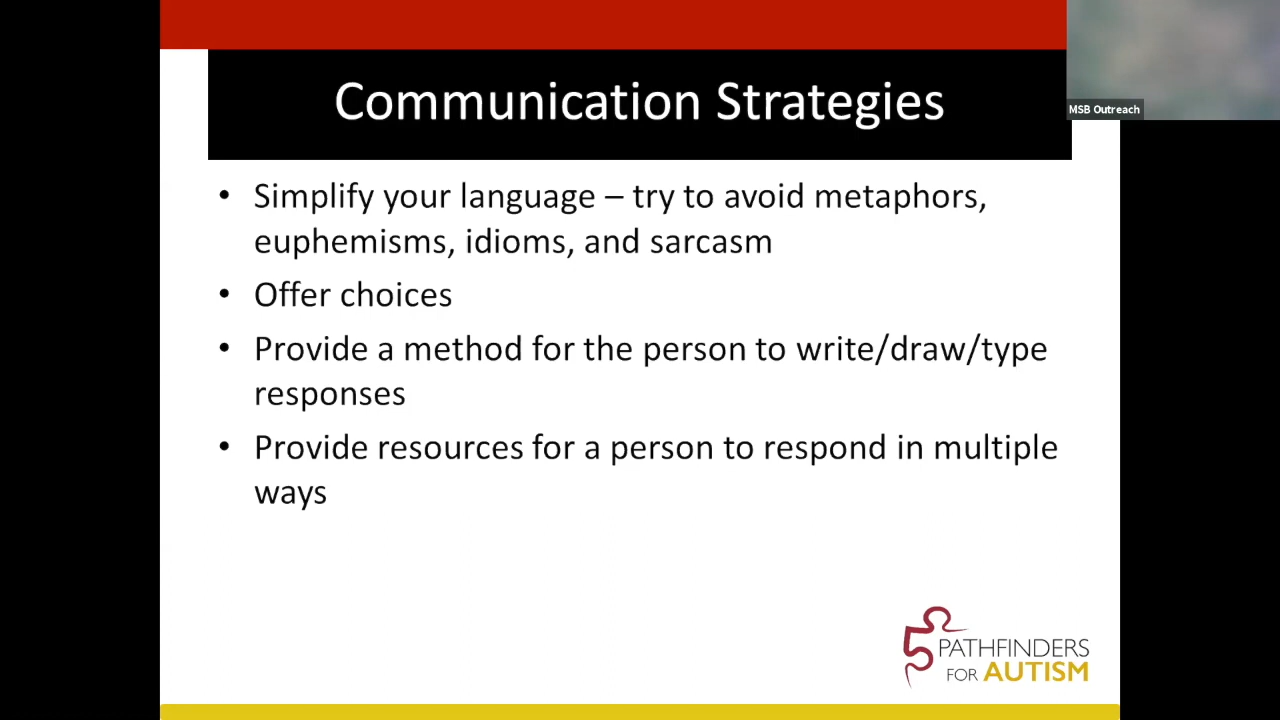 Communication Strategies
MSB Outreach
• Simplify your language – try to avoid metaphors,
euphemisms, idioms, and sarcasm
• Offer choices
• Provide a method for the person to write/draw/type
responses
• Provide resources for a person to respond in multiple
ways
PATHFINDERS
FOR AUTISM